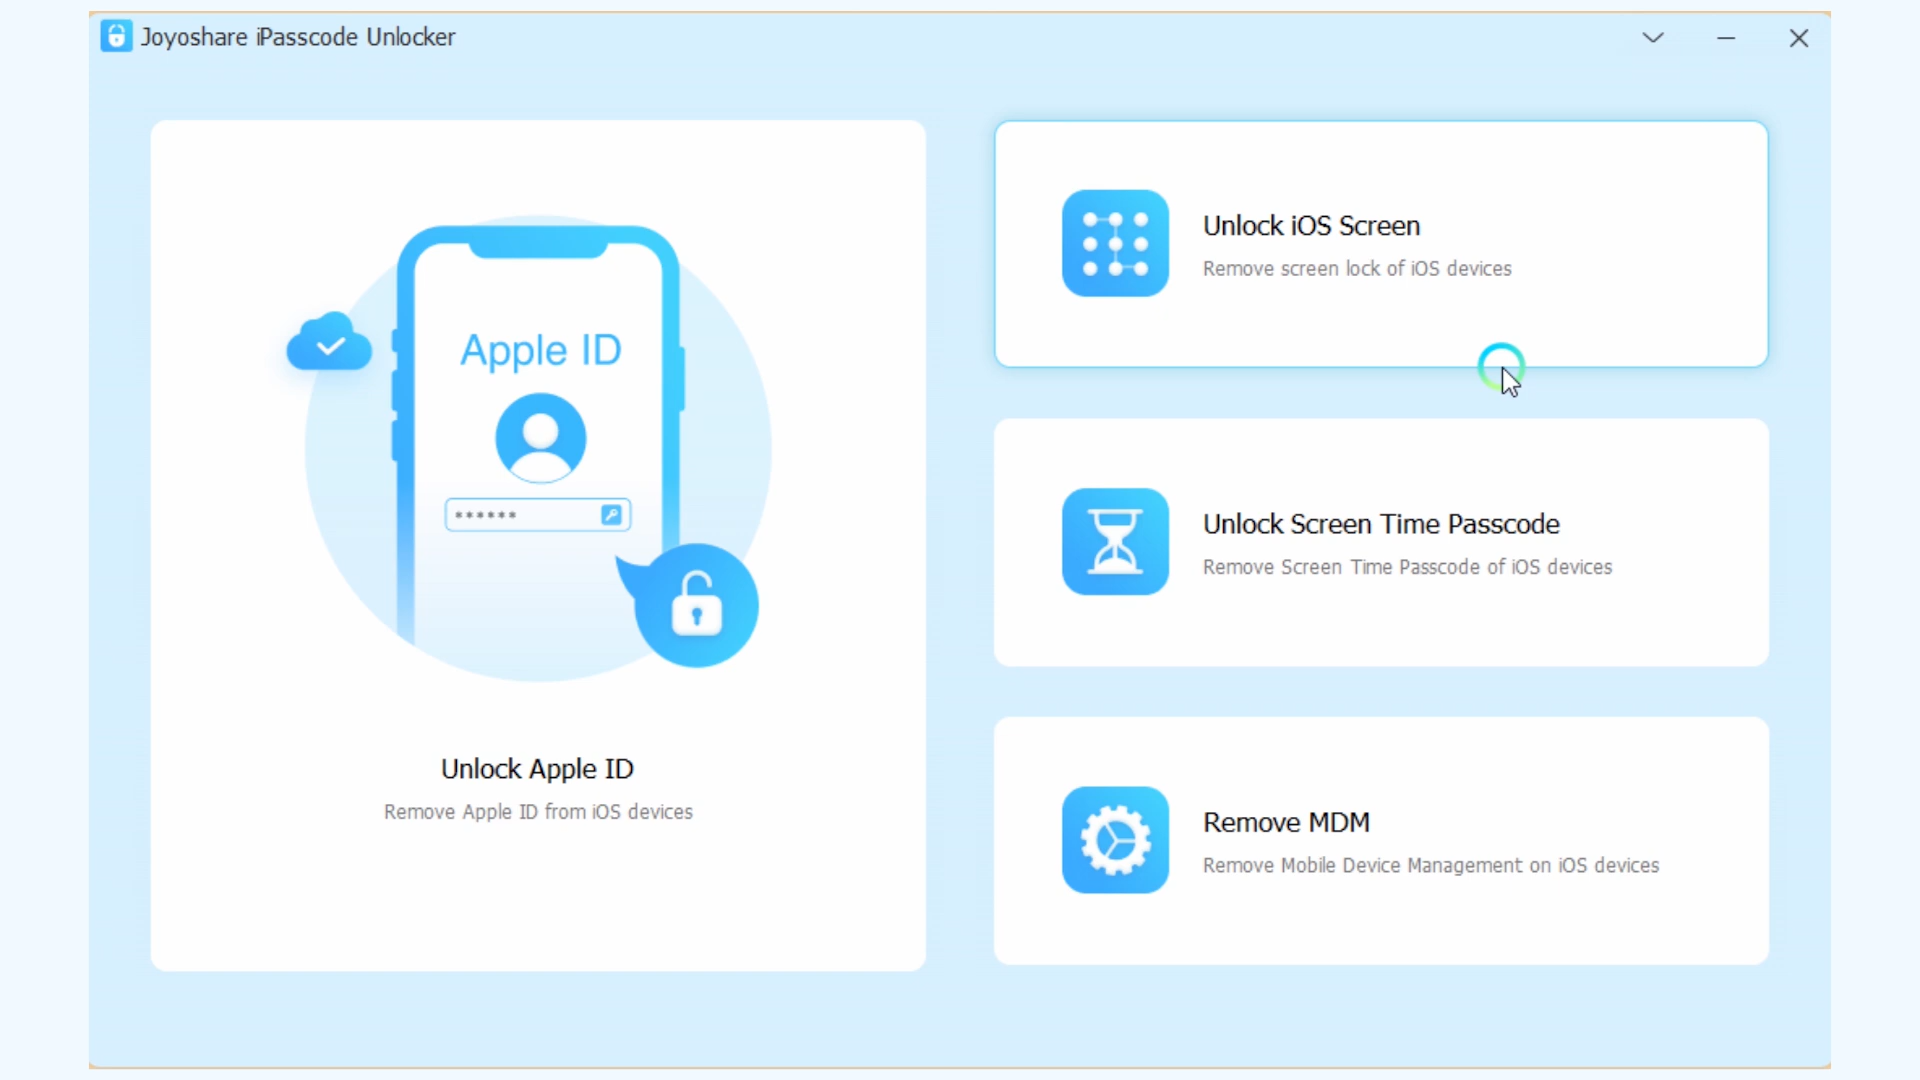 Joyoshare iPasscode Unlocker
Apple ID
******
Unlock Apple ID
Remove Apple ID from iOS devices
Unlock iOS Screen
Remove screen lock of iOS devices
Unlock Screen Time Passcode
Remove Screen Time Passcode of iOS devices
Remove MDM
Remove Mobile Device Management on iOS devices